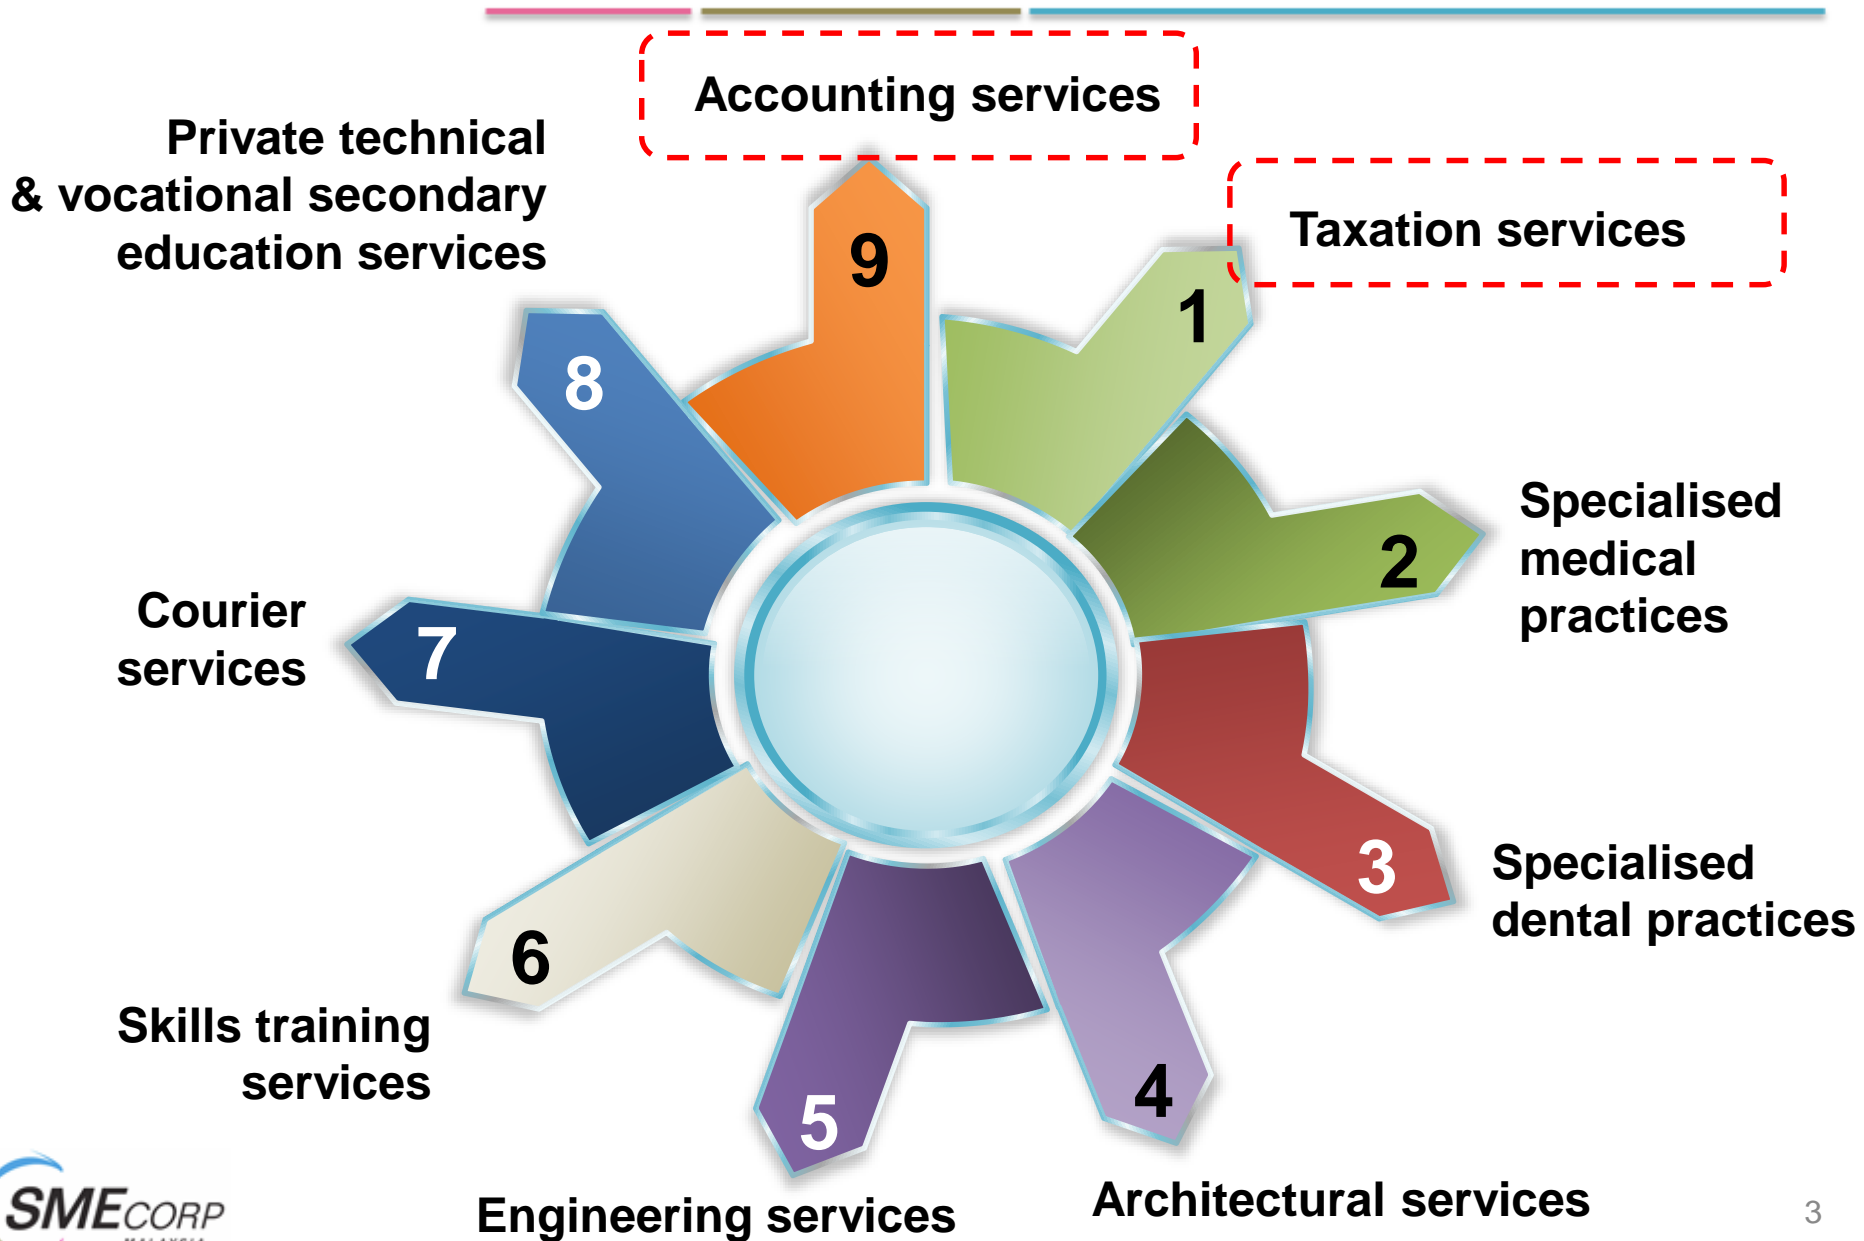 Accounting services
9
Taxation services
1
Specialised
medical
practices
2
Specialised
dental practices
3
Architectural services
4
Engineering services
5
Skills training
services
6
Courier
services
7
Private technical
& vocational secondary
education services
8
SMECORP
MALAYSIA
3